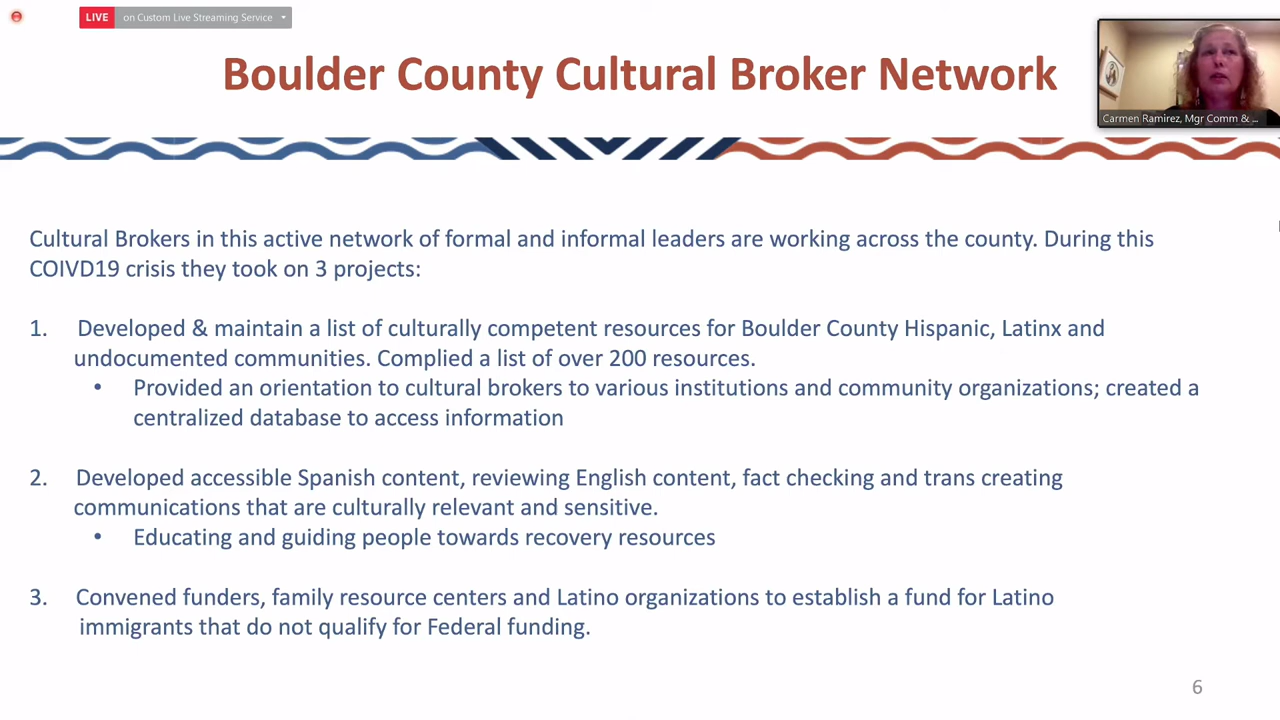 LIVE on Custom Live Streaming Service
Boulder County Cultural Broker Network
Carmen Ramirez, Mgr Comm & ...
Cultural Brokers in this active network of formal and informal leaders are working across the county. During this
COIVD19 crisis they took on 3 projects:
1. Developed & maintain a list of culturally competent resources for Boulder County Hispanic, Latinx and
undocumented communities. Complied a list of over 200 resources.
• Provided an orientation to cultural brokers to various institutions and community organizations; created a
centralized database to access information
2. Developed accessible Spanish content, reviewing English content, fact checking and trans creating
communications that are culturally relevant and sensitive.
• Educating and guiding people towards recovery resources
3. Convened funders, family resource centers and Latino organizations to establish a fund for Latino
immigrants that do not qualify for Federal funding.
6